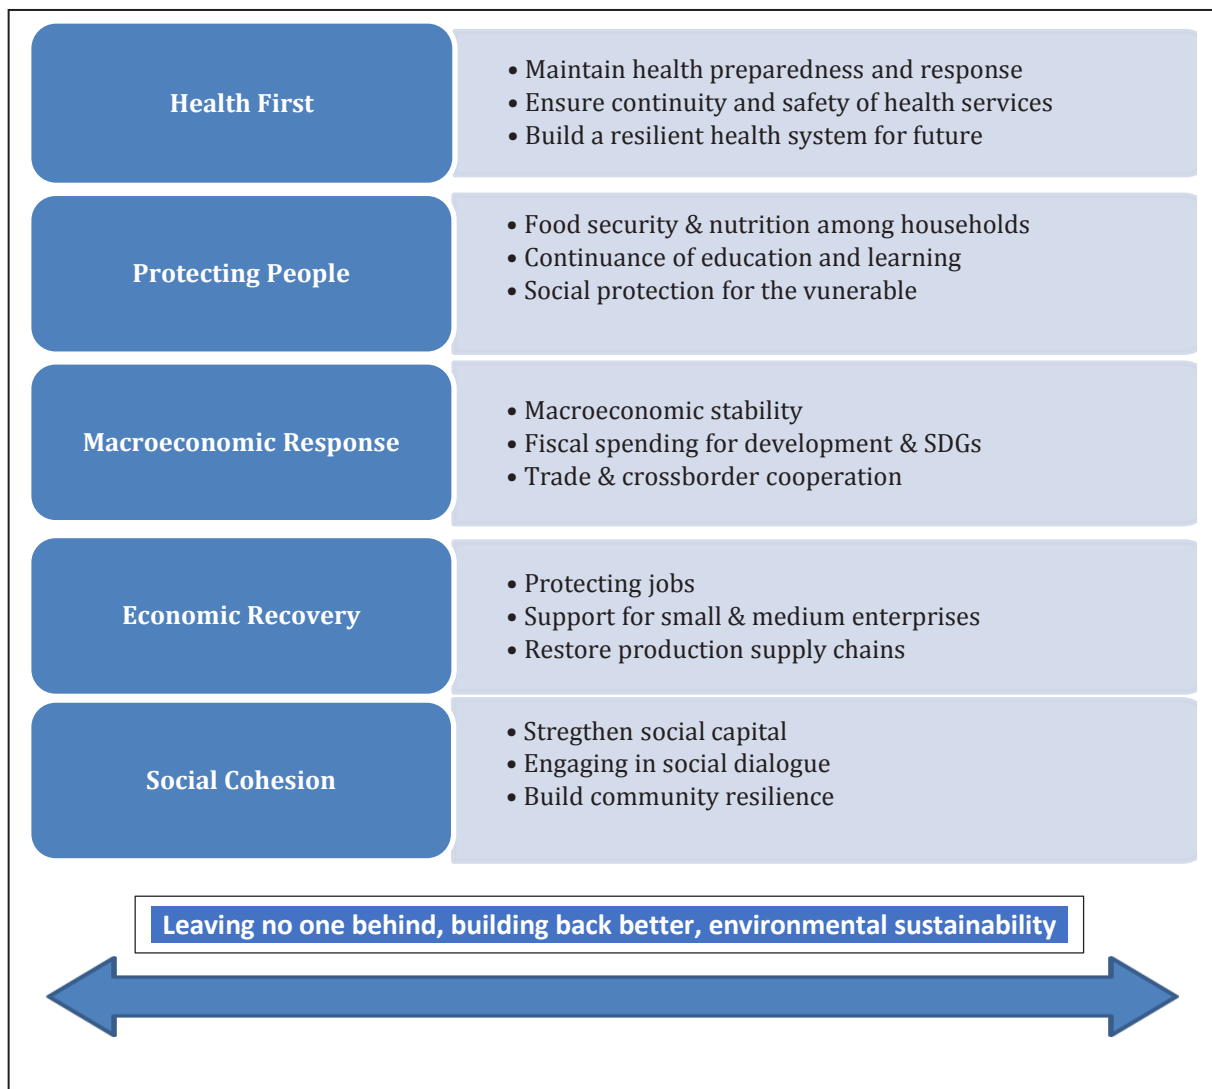 Health First
• Maintain health preparedness and response
• Ensure continuity and safety of health services
• Build a resilient health system for future
Protecting People
• Food security & nutrition among households
• Continuance of education and learning
• Social protection for the vunerable
Macroeconomic Response
• Macroeconomic stability
• Fiscal spending for development & SDGs
• Trade & crossborder cooperation
Economic Recovery
• Protecting jobs
• Support for small & medium enterprises
• Restore production supply chains
Social Cohesion
• Stregthen social capital
• Engaging in social dialogue
• Build community resilience
Leaving no one behind, building back better, environmental sustainability